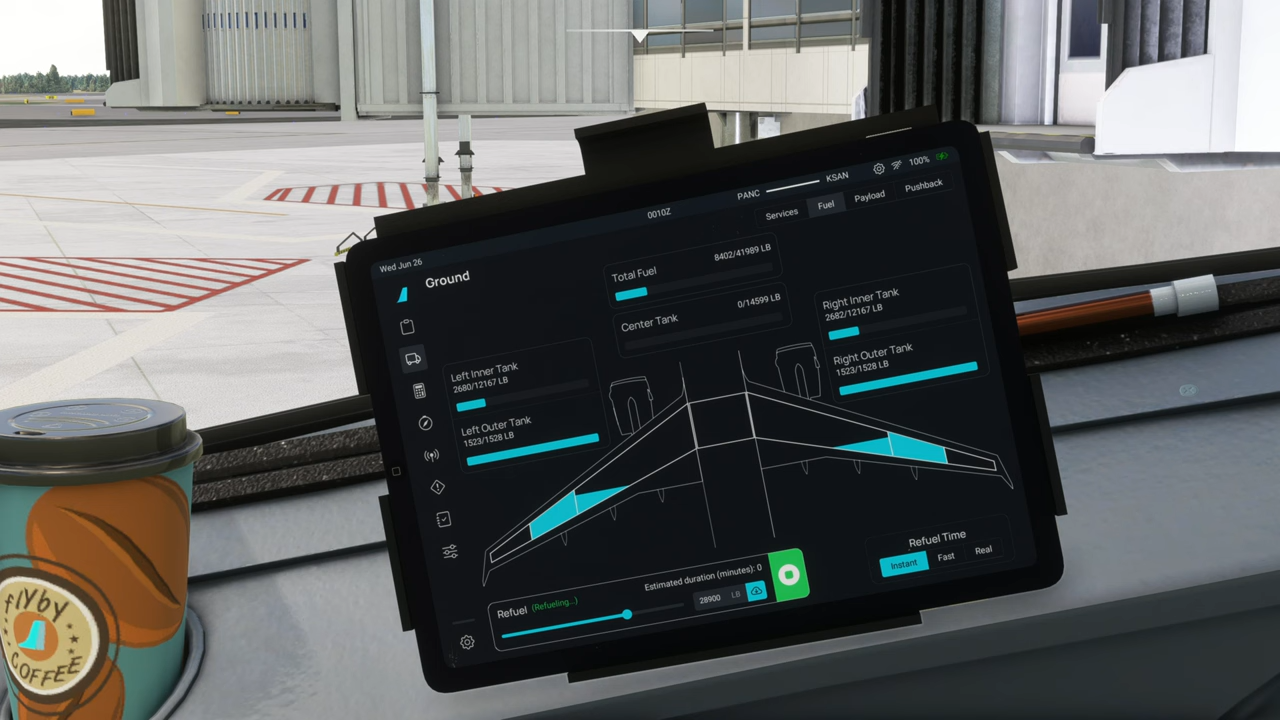 Wed Jun 26
0010Z
PANC
KSAN
100%
Ground
Services
Fuel
Payload
Pushback
Total Fuel
8402/41989 LB
Center Tank
0/14599 LB
Left Inner Tank
2680/12167 LB
Left Outer Tank
1523/1528 LB
Right Inner Tank
2682/12167 LB
Right Outer Tank
1523/1528 LB
Refuel (Refueling...)
Estimated duration (minutes): 0
28900 LB
Refuel Time
Instant
Fast
Real
flyby
COFFEE